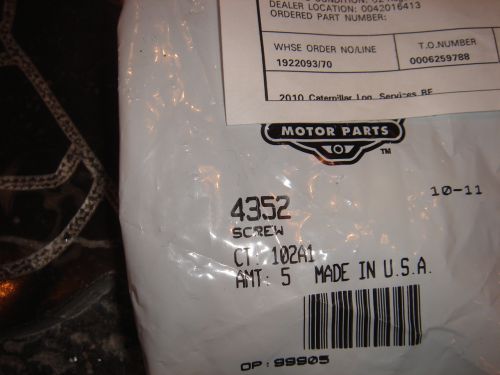 DEALER LOCATION: 0042016413
ORDERED PART NUMBER:
WHSE ORDER NO/LINE
T.O.NUMBER
1922093/70
0006259788
2010 Caterpillar Log. Services BE
MOTOR PARTS
TM
10-11
4352
SCREW
CT: 102A1
AMT: 5 MADE IN U.S.A.
OP: 99905